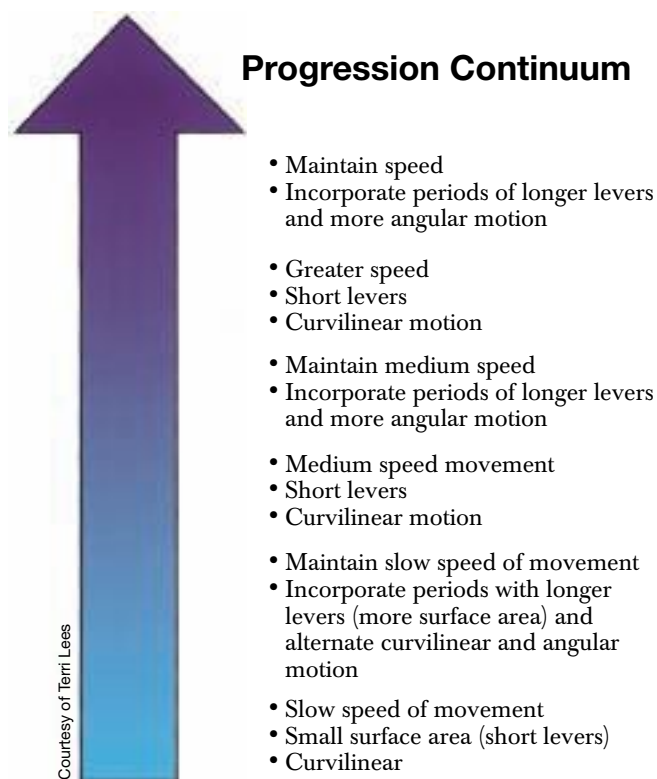 Progression Continuum
• Maintain speed
• Incorporate periods of longer levers
and more angular motion
• Greater speed
• Short levers
• Curvilinear motion
• Maintain medium speed
• Incorporate periods of longer levers
and more angular motion
• Medium speed movement
• Short levers
• Curvilinear motion
• Maintain slow speed of movement
• Incorporate periods with longer
levers (more surface area) and
alternate curvilinear and angular
motion
• Slow speed of movement
• Small surface area (short levers)
• Curvilinear
Courtesy of Terri Lees